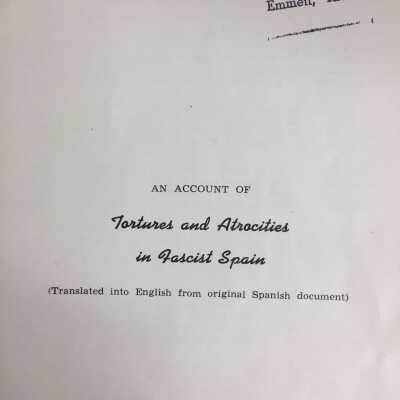 Emmett,
AN ACCOUNT OF
Tortures and Atrocities
in Fascist Spain
(Translated into English from original Spanish document)